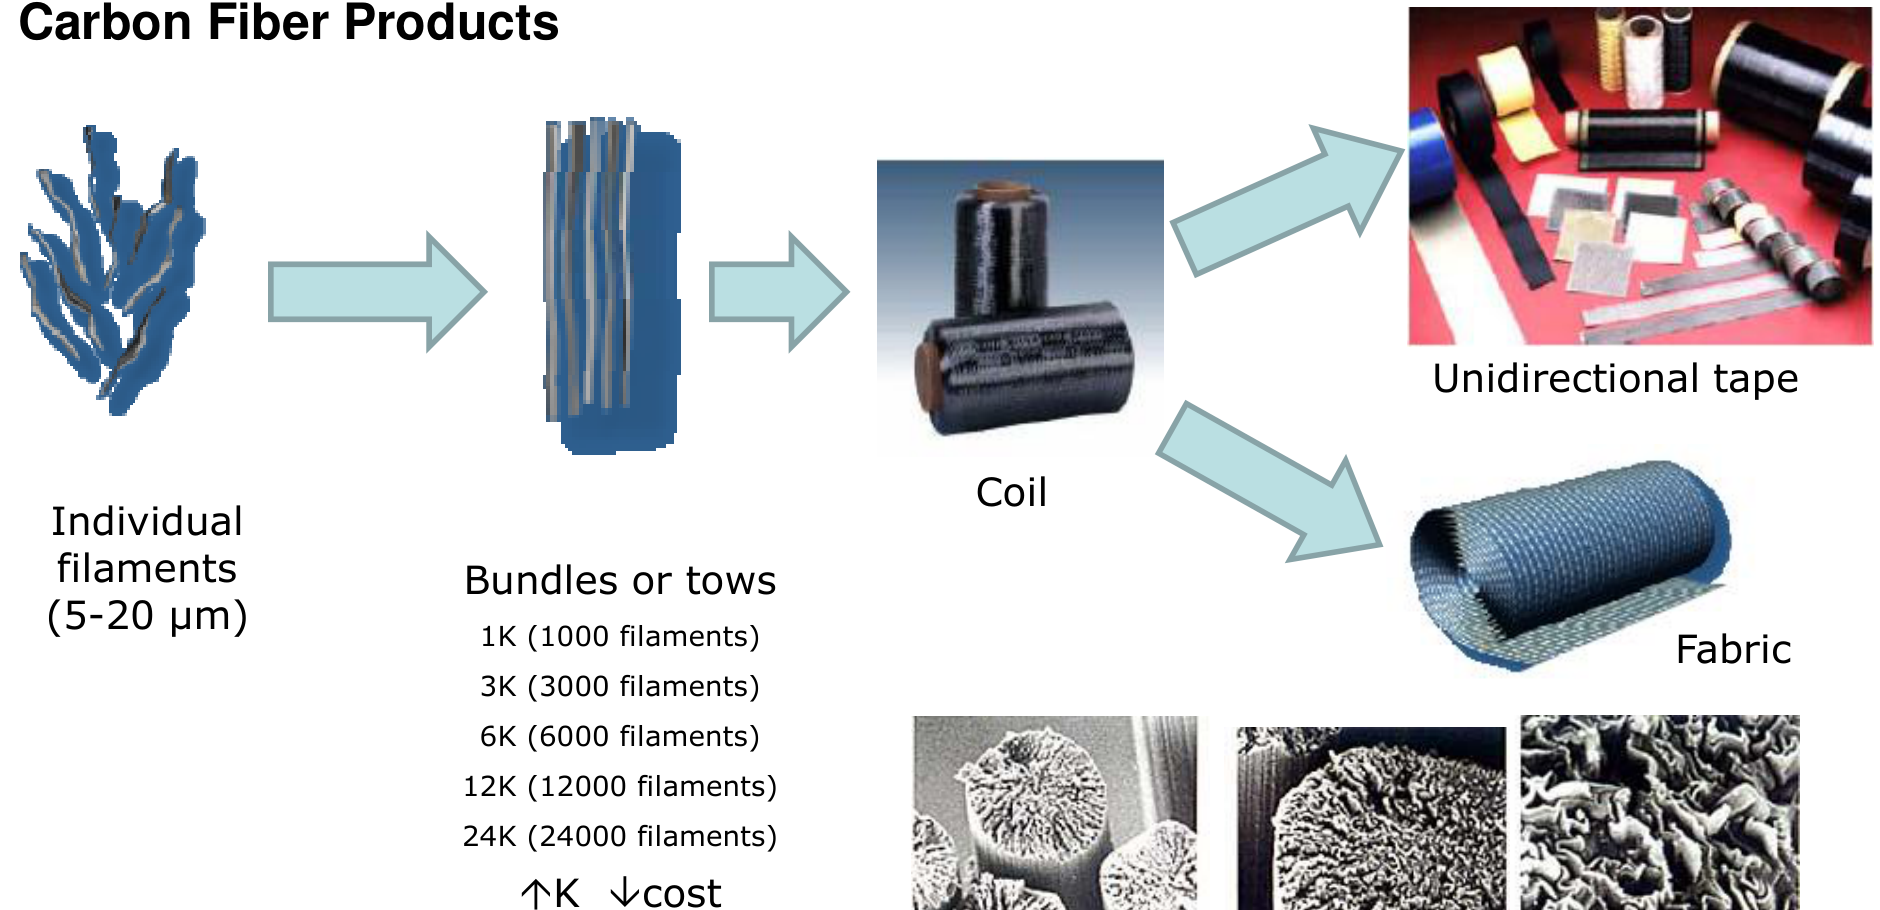 Carbon Fiber Products
Individual
filaments
(5-20 µm)
Bundles or tows
1K (1000 filaments)
3K (3000 filaments)
6K (6000 filaments)
12K (12000 filaments)
24K (24000 filaments)
↑K ↓cost
Coil
Unidirectional tape
Fabric